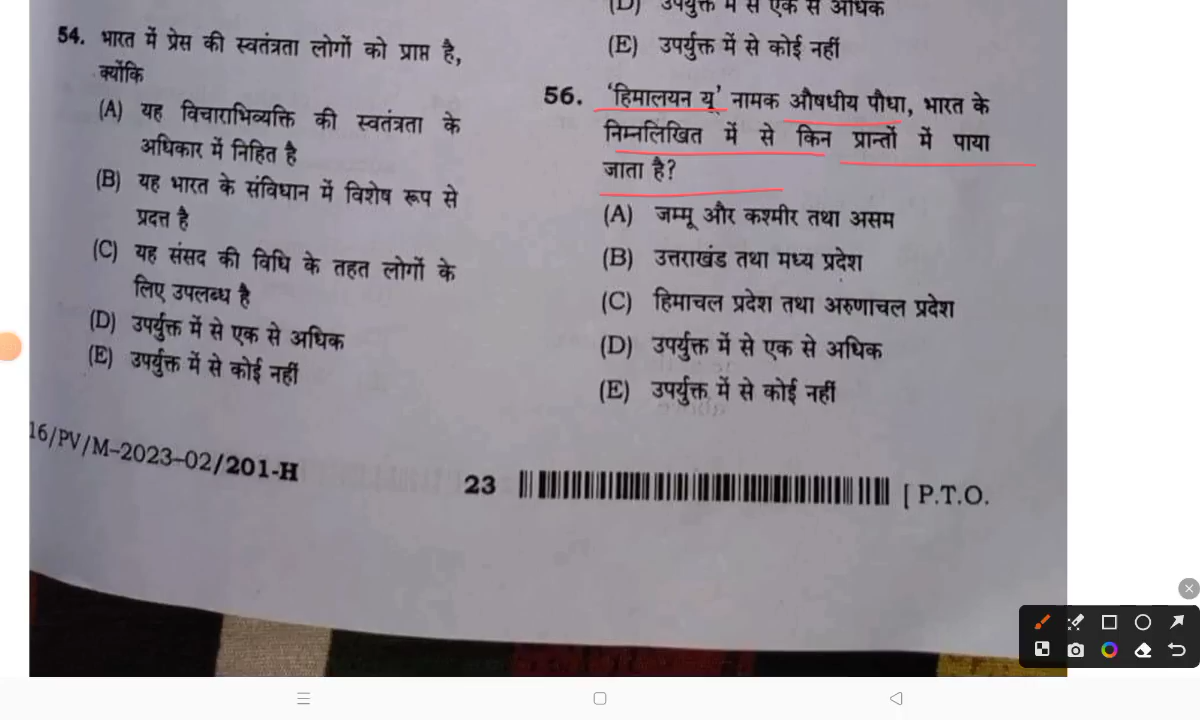 54. भारत में प्रेस की स्वतंत्रता लोगों को प्राप्त है,
क्योंकि
(A) यह विचाराभिव्यक्ति की स्वतंत्रता के
अधिकार में निहित है
(B) यह भारत के संविधान में विशेष रूप से
प्रदत्त है
(C) यह संसद की विधि के तहत लोगों के
लिए उपलब्ध है
(D) उपर्युक्त में से एक से अधिक
(E) उपर्युक्त में से कोई नहीं
(D) उपर्युक्त में से एक से अधिक
(E) उपर्युक्त में से कोई नहीं
56. ‘हिमालयन यू’ नामक औषधीय पौधा, भारत के
निम्नलिखित में से किन प्रान्तों में पाया
जाता है?
(A) जम्मू और कश्मीर तथा असम
(B) उत्तराखंड तथा मध्य प्रदेश
(C) हिमाचल प्रदेश तथा अरुणाचल प्रदेश
(D) उपर्युक्त में से एक से अधिक
(E) उपर्युक्त में से कोई नहीं
16/PV/M-2023-02/201-H
23
[ P.T.O.